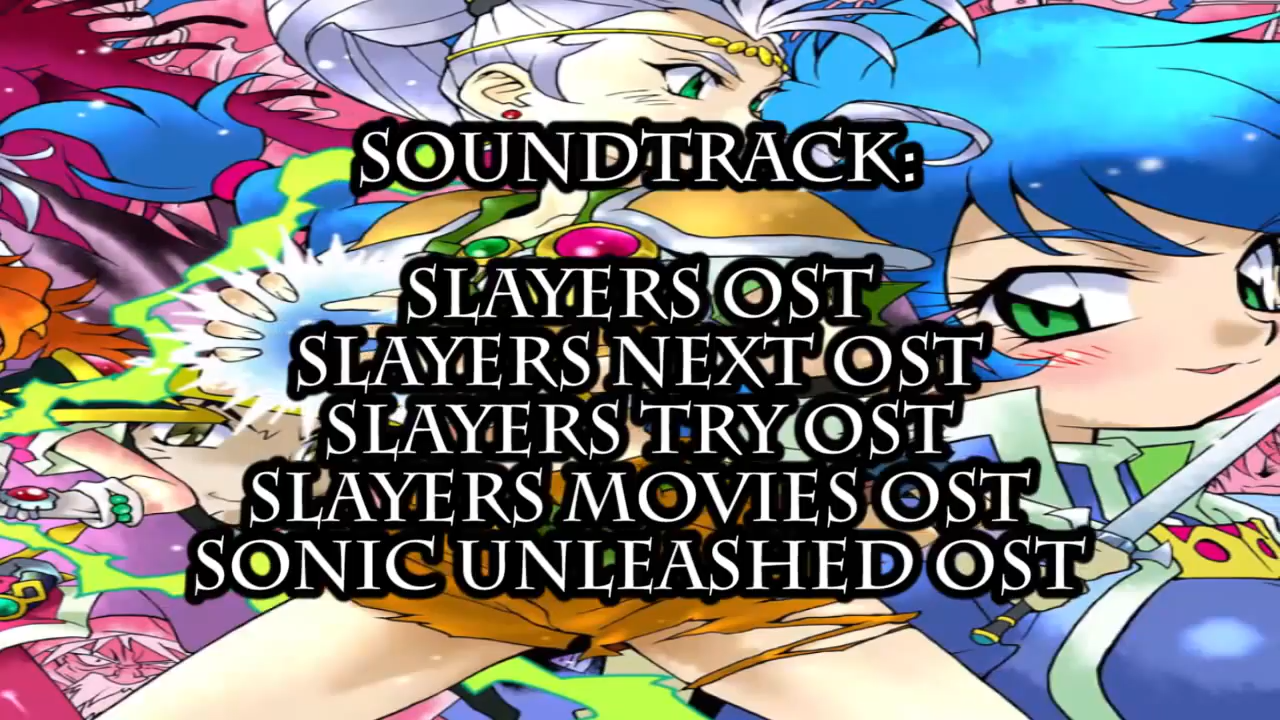 SOUNDTRACK:
SLAYERS OST
SLAYERS NEXT OST
SLAYERS TRY OST
SLAYERS MOVIES OST
SONIC UNLEASHED OST